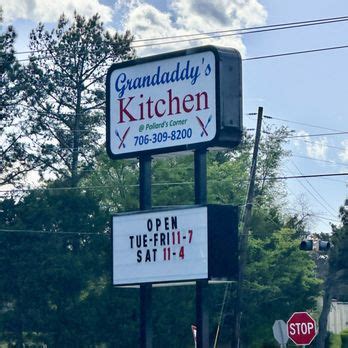 Grandaddy's
Kitchen
@ Pollard's Corner
706-309-8200
OPEN
TUE-FRI 11-7
SAT 11-4
STOP